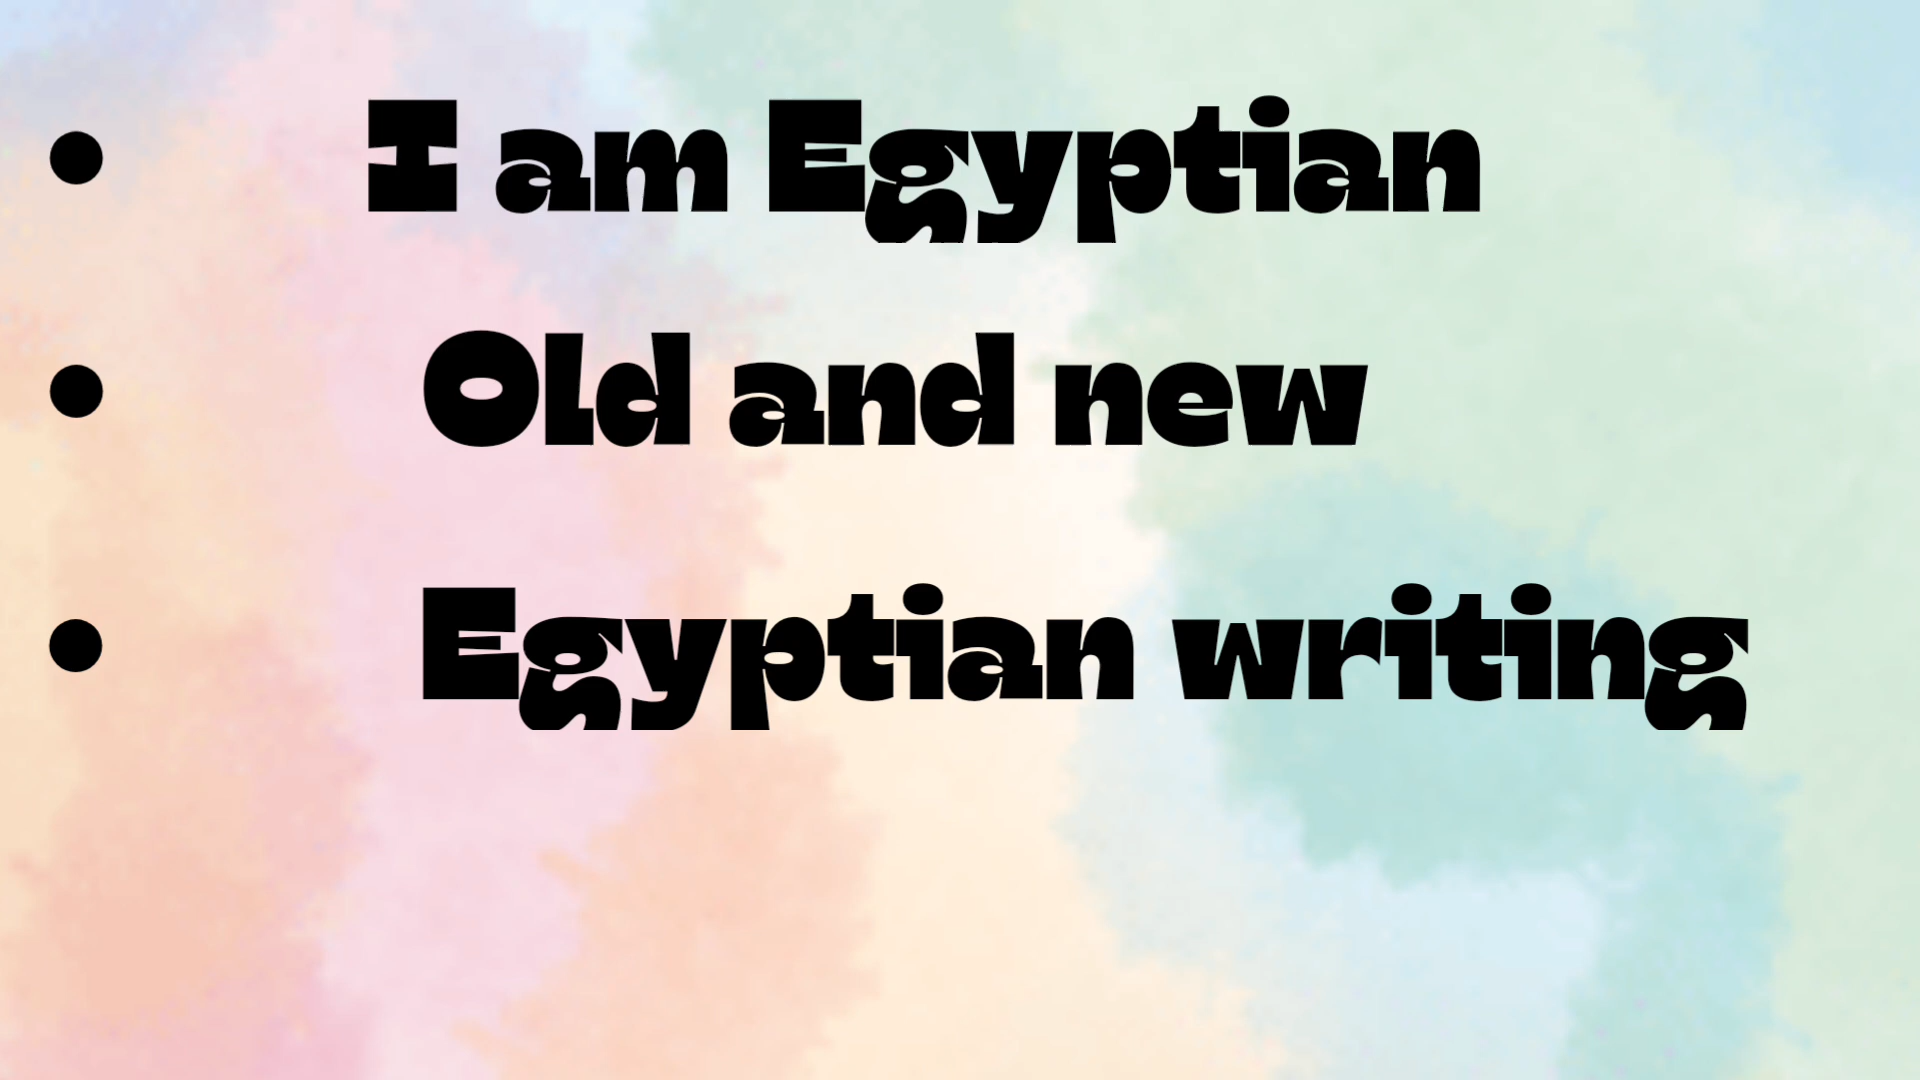 • I am Egyptian
• Old and new
• Egyptian writing